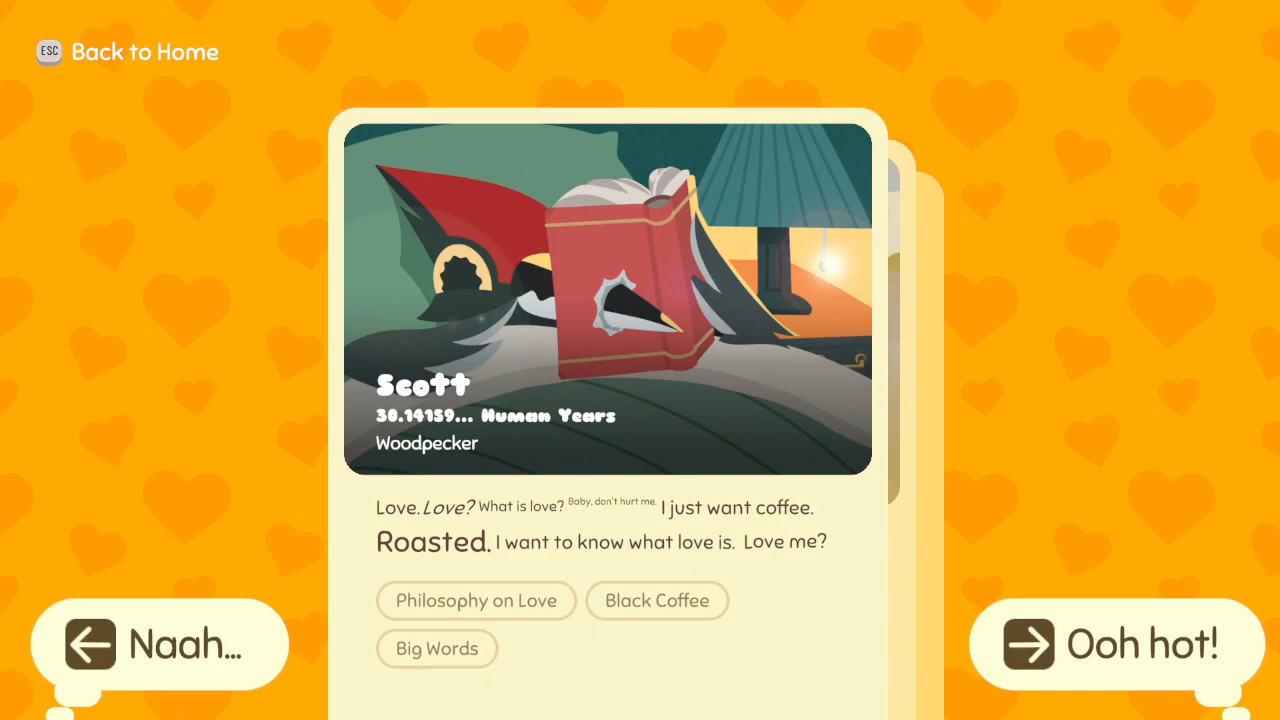 ESC Back to Home
Scott
30.14159... Human Years
Woodpecker
Love. Love? What is love? Baby, don't hurt me. I just want coffee.
Roasted. I want to know what love is. Love me?
Philosophy on Love
Black Coffee
Big Words
Naah...
Ooh hot!